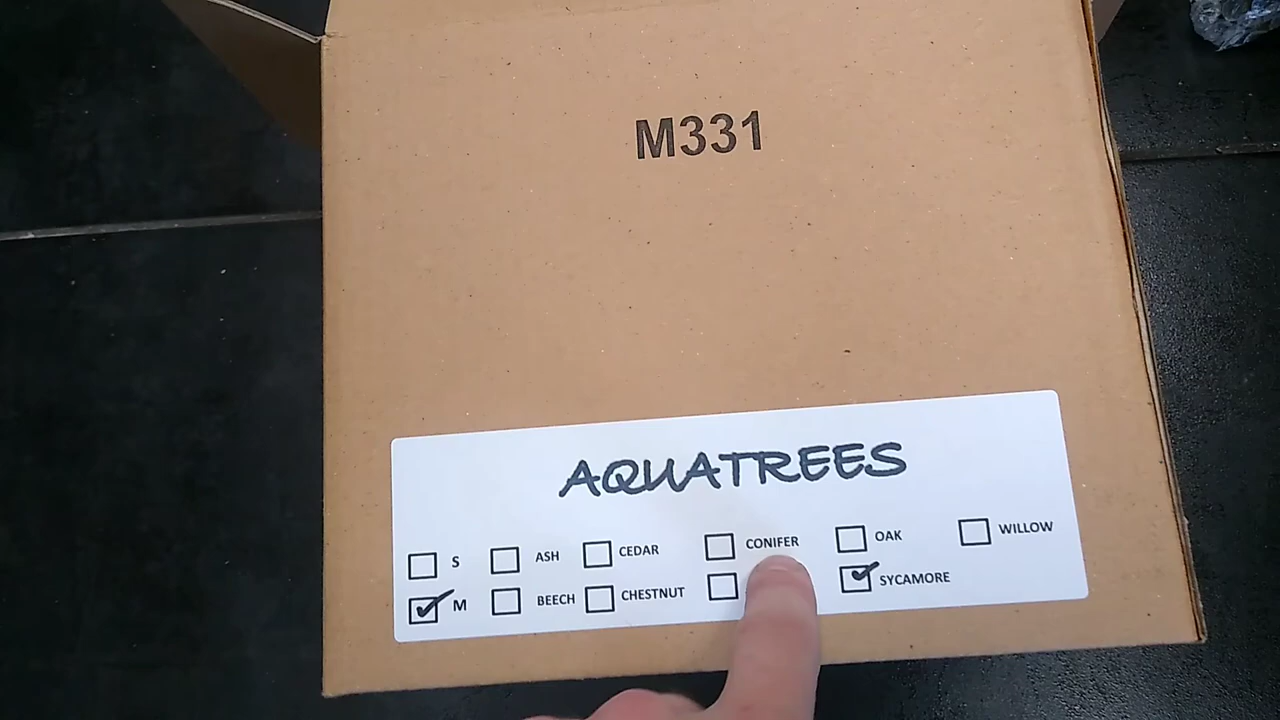 M331
AQUATREES
S ASH CEDAR CONIFER OAK WILLOW
M BEECH CHESTNUT SYCAMORE